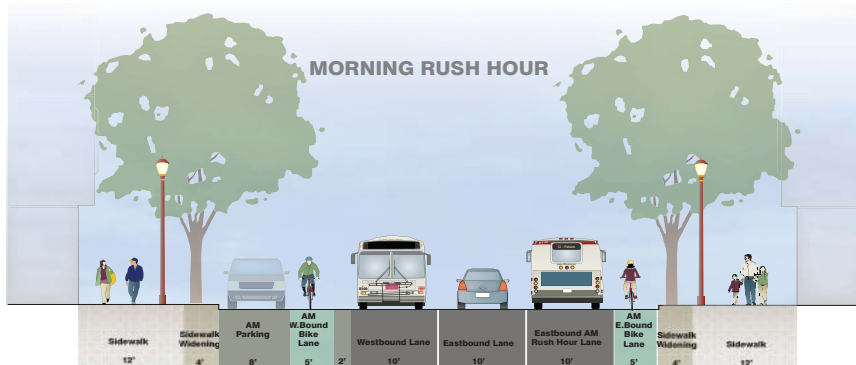 MORNING RUSH HOUR
Sidewalk
12'
Sidewalk
Widening
4'
AM
Parking
8'
AM
W.Bound
Bike
Lane
5'
2'
Westbound Lane
10'
Eastbound Lane
10'
Eastbound AM
Rush Hour Lane
10'
AM
E.Bound
Bike
Lane
5'
Sidewalk
Widening
4'
Sidewalk
12'